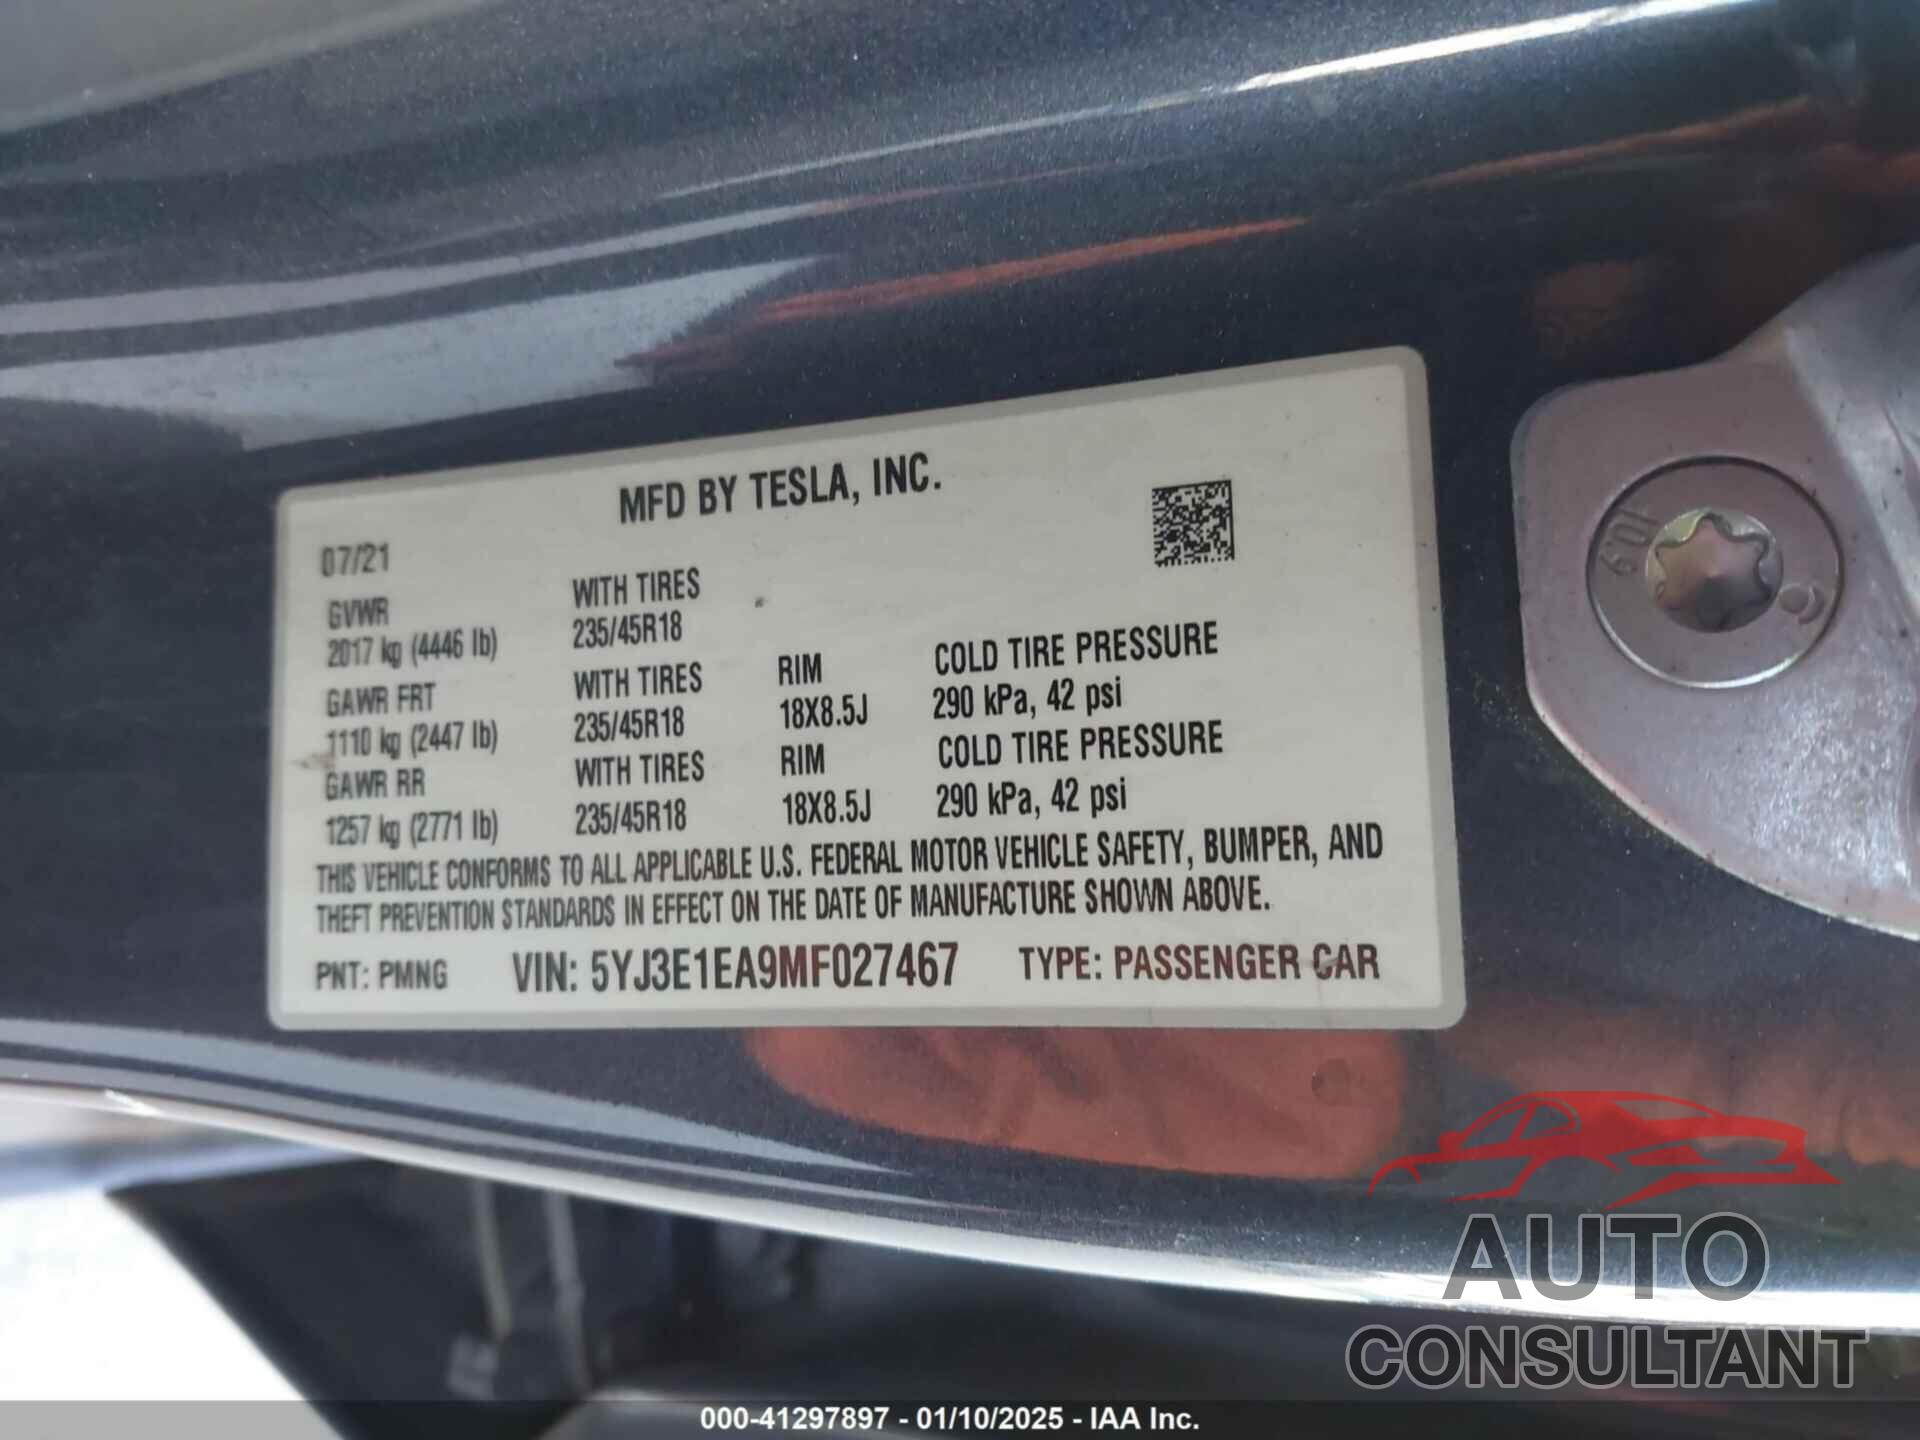 MFD BY TESLA, INC.
07/21
GVWR
2017 kg (4446 lb)
WITH TIRES
235/45R18
GAWR FRT
1110 kg (2447 lb)
WITH TIRES
235/45R18
RIM
18X8.5J
COLD TIRE PRESSURE
290 kPa, 42 psi
GAWR RR
1257 kg (2771 lb)
WITH TIRES
235/45R18
RIM
18X8.5J
COLD TIRE PRESSURE
290 kPa, 42 psi
THIS VEHICLE CONFORMS TO ALL APPLICABLE U.S. FEDERAL MOTOR VEHICLE SAFETY, BUMPER, AND
THEFT PREVENTION STANDARDS IN EFFECT ON THE DATE OF MANUFACTURE SHOWN ABOVE.
PNT: PMNG VIN: 5YJ3E1EA9MF027467 TYPE: PASSENGER CAR
10.9
AUTO
CONSULTANT
000-41297897 - 01/10/2025 - IAA Inc.